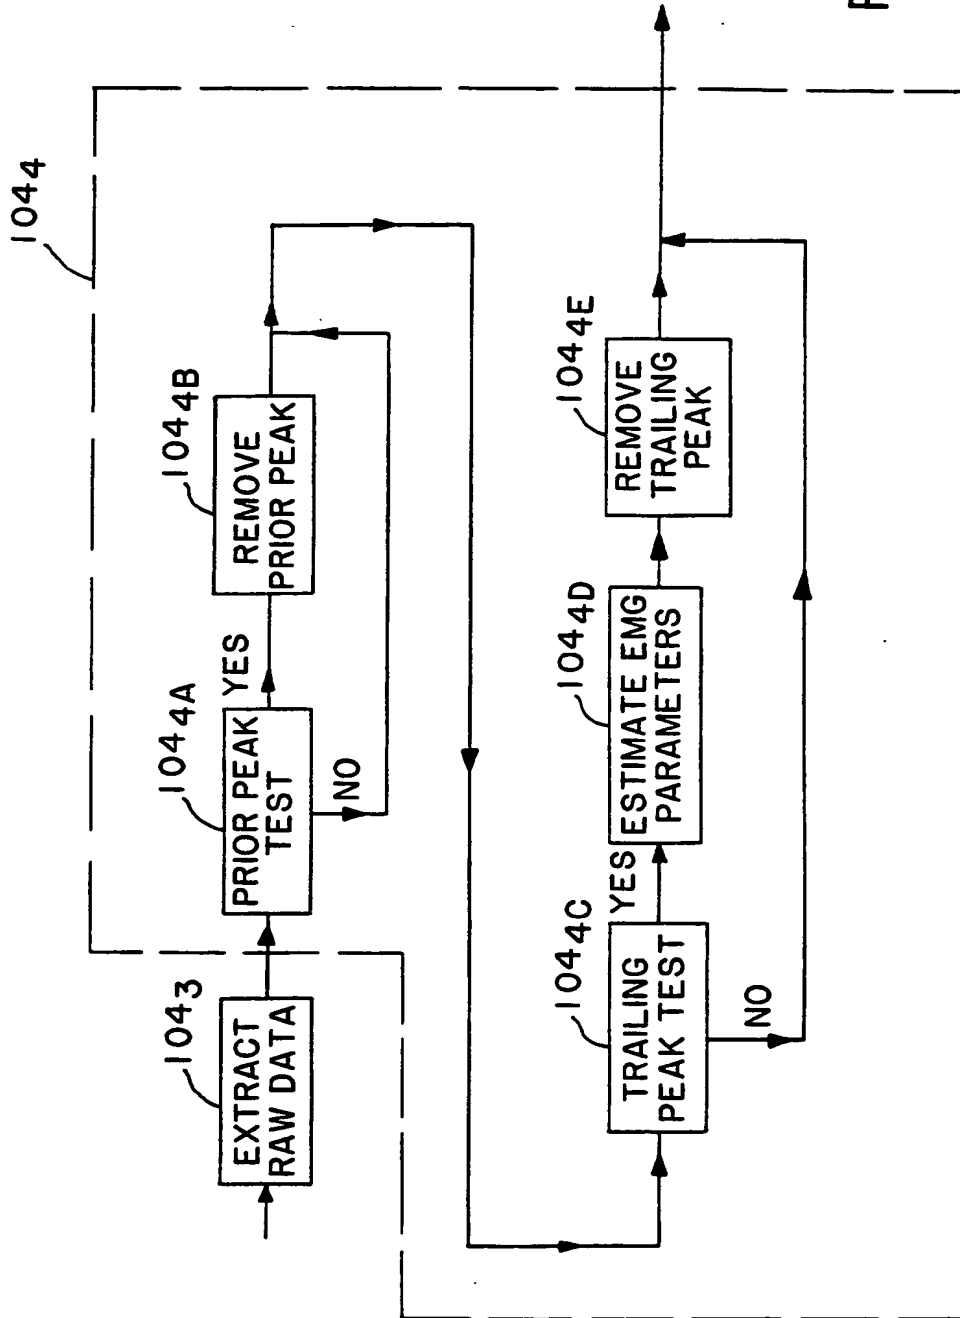 104₄
EXTRACT
RAW DATA
104₃
PRIOR PEAK
TEST
104₄A
YES
NO
REMOVE
PRIOR PEAK
104₄B
TRAILING
PEAK TEST
104₄C
YES
NO
ESTIMATE EMG
PARAMETERS
104₄D
REMOVE
TRAILING
PEAK
104₄E